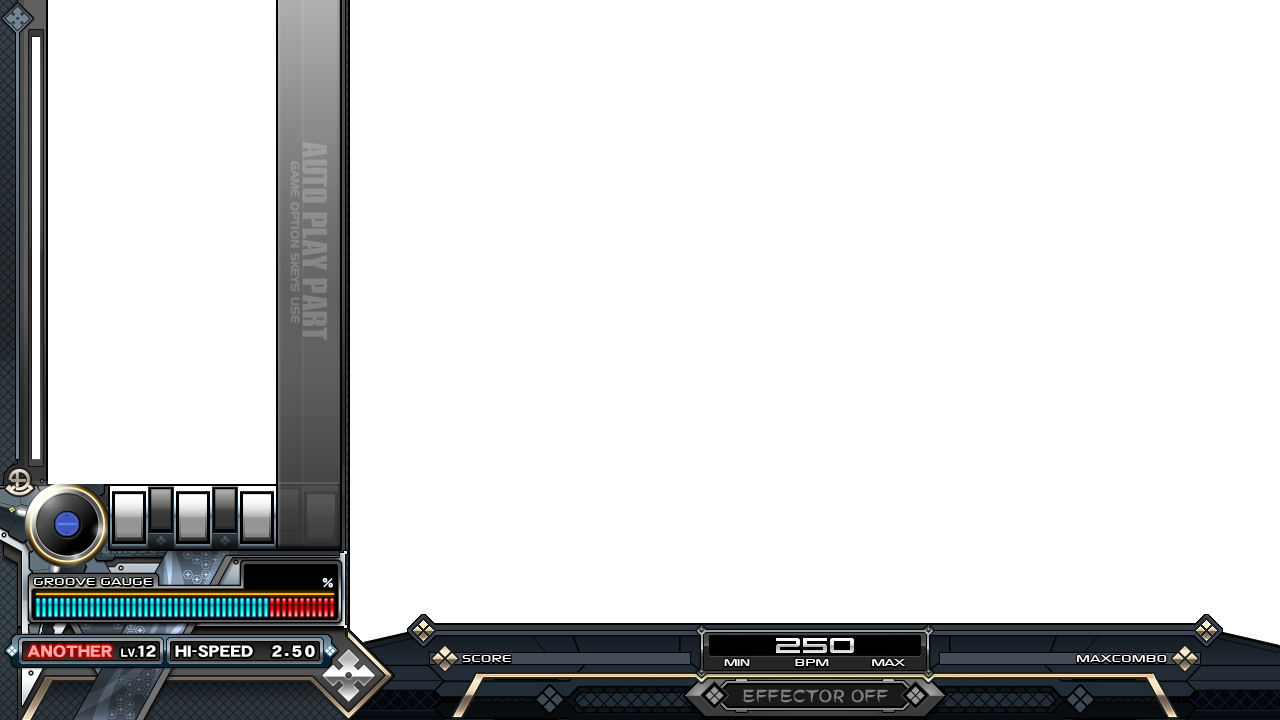 AUTO PLAY PART
GAME OPTION 5KEYS USE
GROOVE GAUGE
%
ANOTHER LV.12
HI-SPEED 2.50
SCORE
250
MIN BPM MAX
MAXCOMBO
EFFECTOR OFF